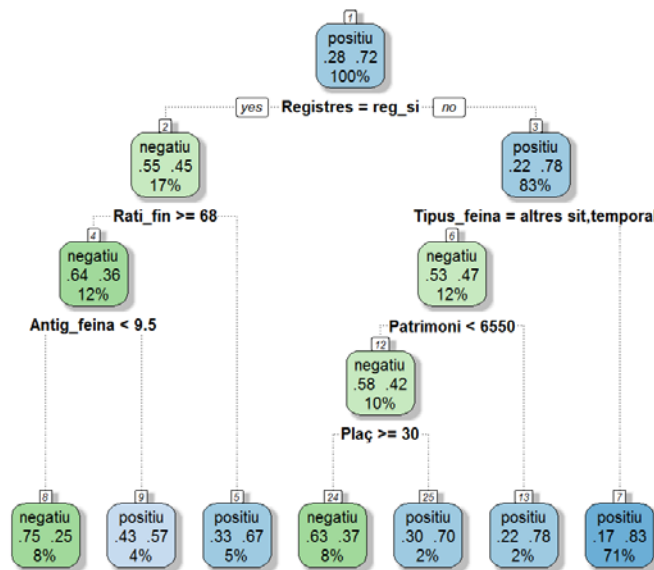 1
positiu
.28 .72
100%
yes Registres = reg_si no
2
negatiu
.55 .45
17%
3
positiu
.22 .78
83%
Rati_fin >= 68
Tipus_feina = altres sit,temporal
4
negatiu
.64 .36
12%
6
negatiu
.53 .47
12%
Antig_feina < 9.5
Patrimoni < 6550
12
negatiu
.58 .42
10%
Plaç >= 30
8
negatiu
.75 .25
8%
9
positiu
.43 .57
4%
5
positiu
.33 .67
5%
24
negatiu
.63 .37
8%
25
positiu
.30 .70
2%
13
positiu
.22 .78
2%
7
positiu
.17 .83
71%